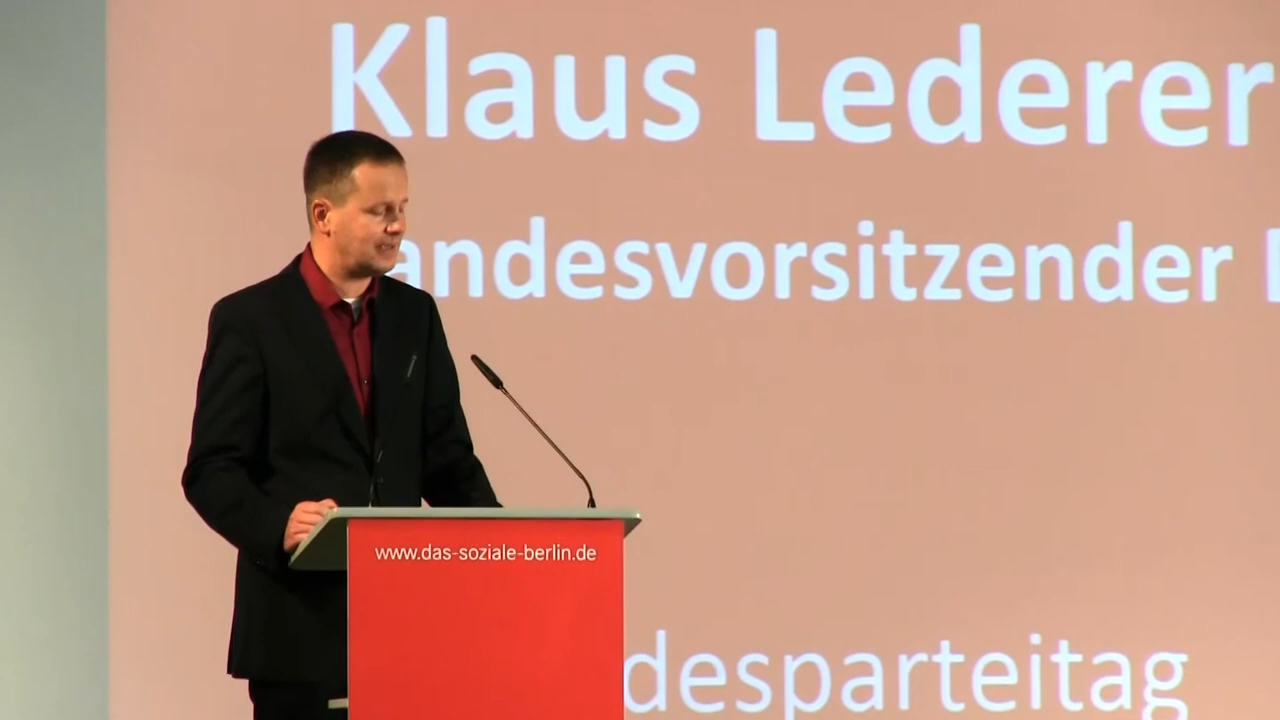 Klaus Lederer
andesvorsitzender
www.das-soziale-berlin.de
desparteitag